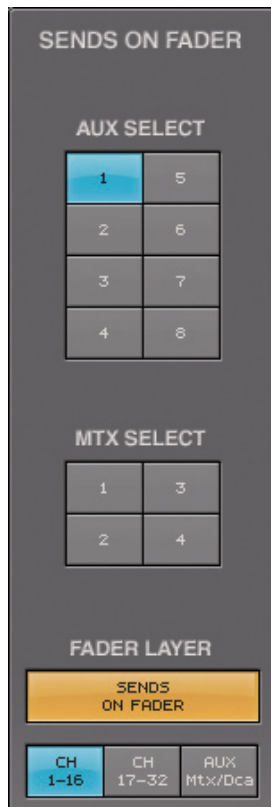 SENDS ON FADER
AUX SELECT
1 5
2 6
3 7
4 8
MTX SELECT
1 3
2 4
FADER LAYER
SENDS
ON FADER
CH CH AUX
1-16 17-32 Mtx/Dca